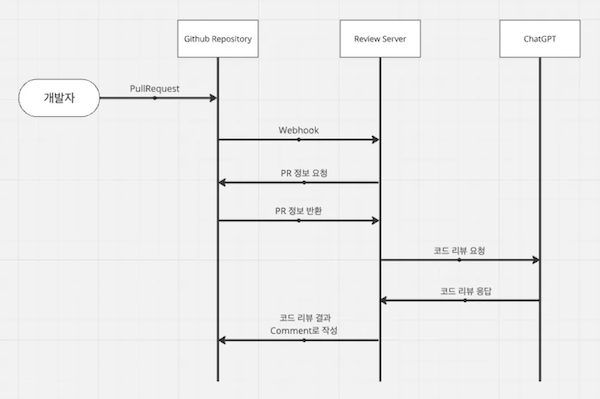 Github Repository
Review Server
ChatGPT
개발자
PullRequest
Webhook
PR 정보 요청
PR 정보 반환
코드 리뷰 요청
코드 리뷰 응답
코드 리뷰 결과
Comment로 작성